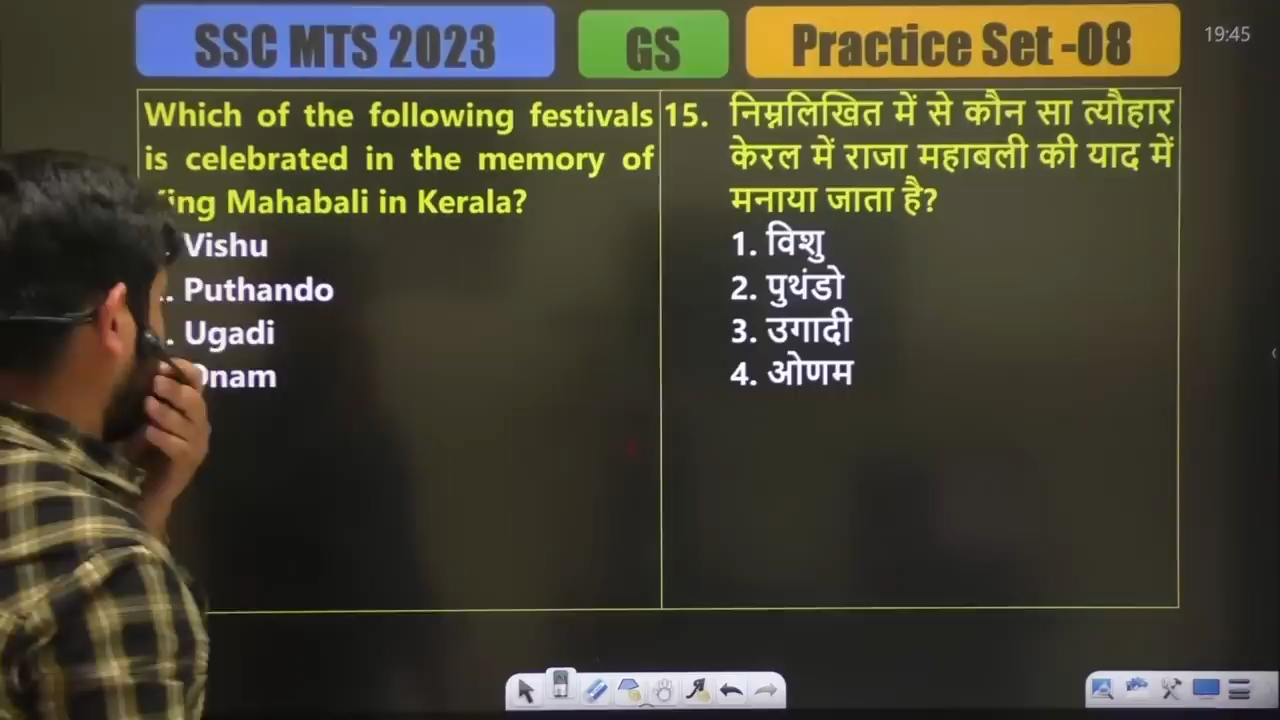 SSC MTS 2023
GS
Practice Set -08
19:45
Which of the following festivals
is celebrated in the memory of
Mahabali in Kerala?
Vishu
Puthando
Ugadi
15. निम्नलिखित में से कौन सा त्यौहार
केरल में राजा महाबली की याद में
मनाया जाता है?
1. विशु
2. पुथंडो
3. उगादी
4. ओणम